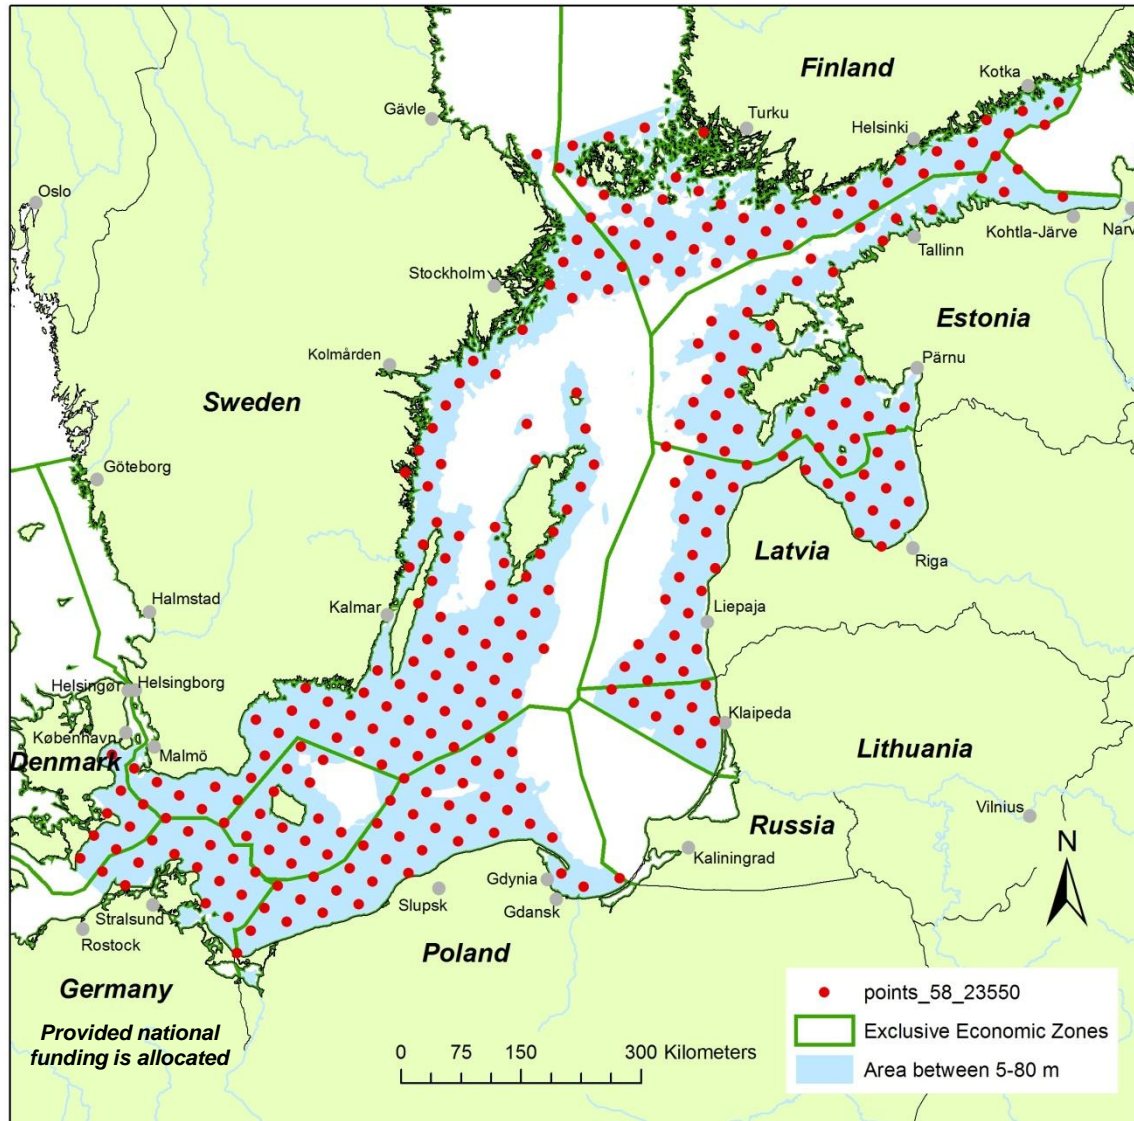 Finland
Kotka
Gävle
Turku
Helsinki
Oslo
Kohtla-Järve
Narv
Tallinn
Stockholm
Estonia
Kolmården
Pärnu
Sweden
Göteborg
Latvia
Riga
Halmstad
Kalmar
Liepaja
Helsingør
Helsingborg
København
Klaipeda
Malmö
Denmark
Lithuania
Vilnius
Russia
N
Kaliningrad
Gdynia
Slupsk
Gdansk
Stralsund
Rostock
Poland
Germany
Provided national
funding is allocated
0 75 150 300 Kilometers
points_58_23550
Exclusive Economic Zones
Area between 5-80 m